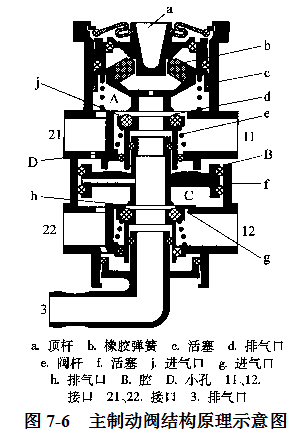 a
b
c
j
A
d
e
21
11
D
B
f
h
C
22
12
g
3
a. 顶杆 b. 橡胶弹簧 c. 活塞 d. 排气口
e. 阀杆 f. 活塞 j. 进气口 g. 进气口
h. 排气口 B. 腔 D. 小孔 11、12.
接口 21、22. 接口 3. 排气口
图 7-6 主制动阀结构原理示意图